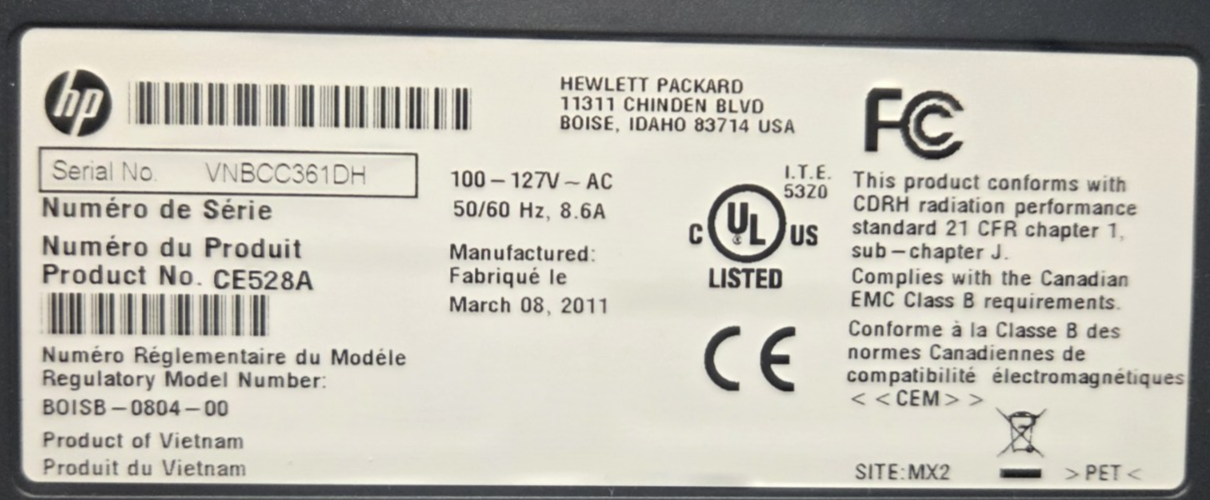 hp
HEWLETT PACKARD
11311 CHINDEN BLVD
BOISE, IDAHO 83714 USA
FC
Serial No. VNBCC361DH
Numéro de Série
Numéro du Produit
Product No. CE528A
Numéro Réglementaire du Modéle
Regulatory Model Number:
BOISB-0804-00
Product of Vietnam
Produit du Vietnam
100-127V~AC
50/60 Hz, 8.6A
Manufactured:
Fabriqué le
March 08, 2011
I.T.E.
53Z0
C UL US
LISTED
CE
This product conforms with
CDRH radiation performance
standard 21 CFR chapter 1,
sub-chapter J.
Complies with the Canadian
EMC Class B requirements.
Conforme à la Classe B des
normes Canadiennes de
compatibilité électromagnétiques
<<CEM>>
SITE:MX2 >PET<